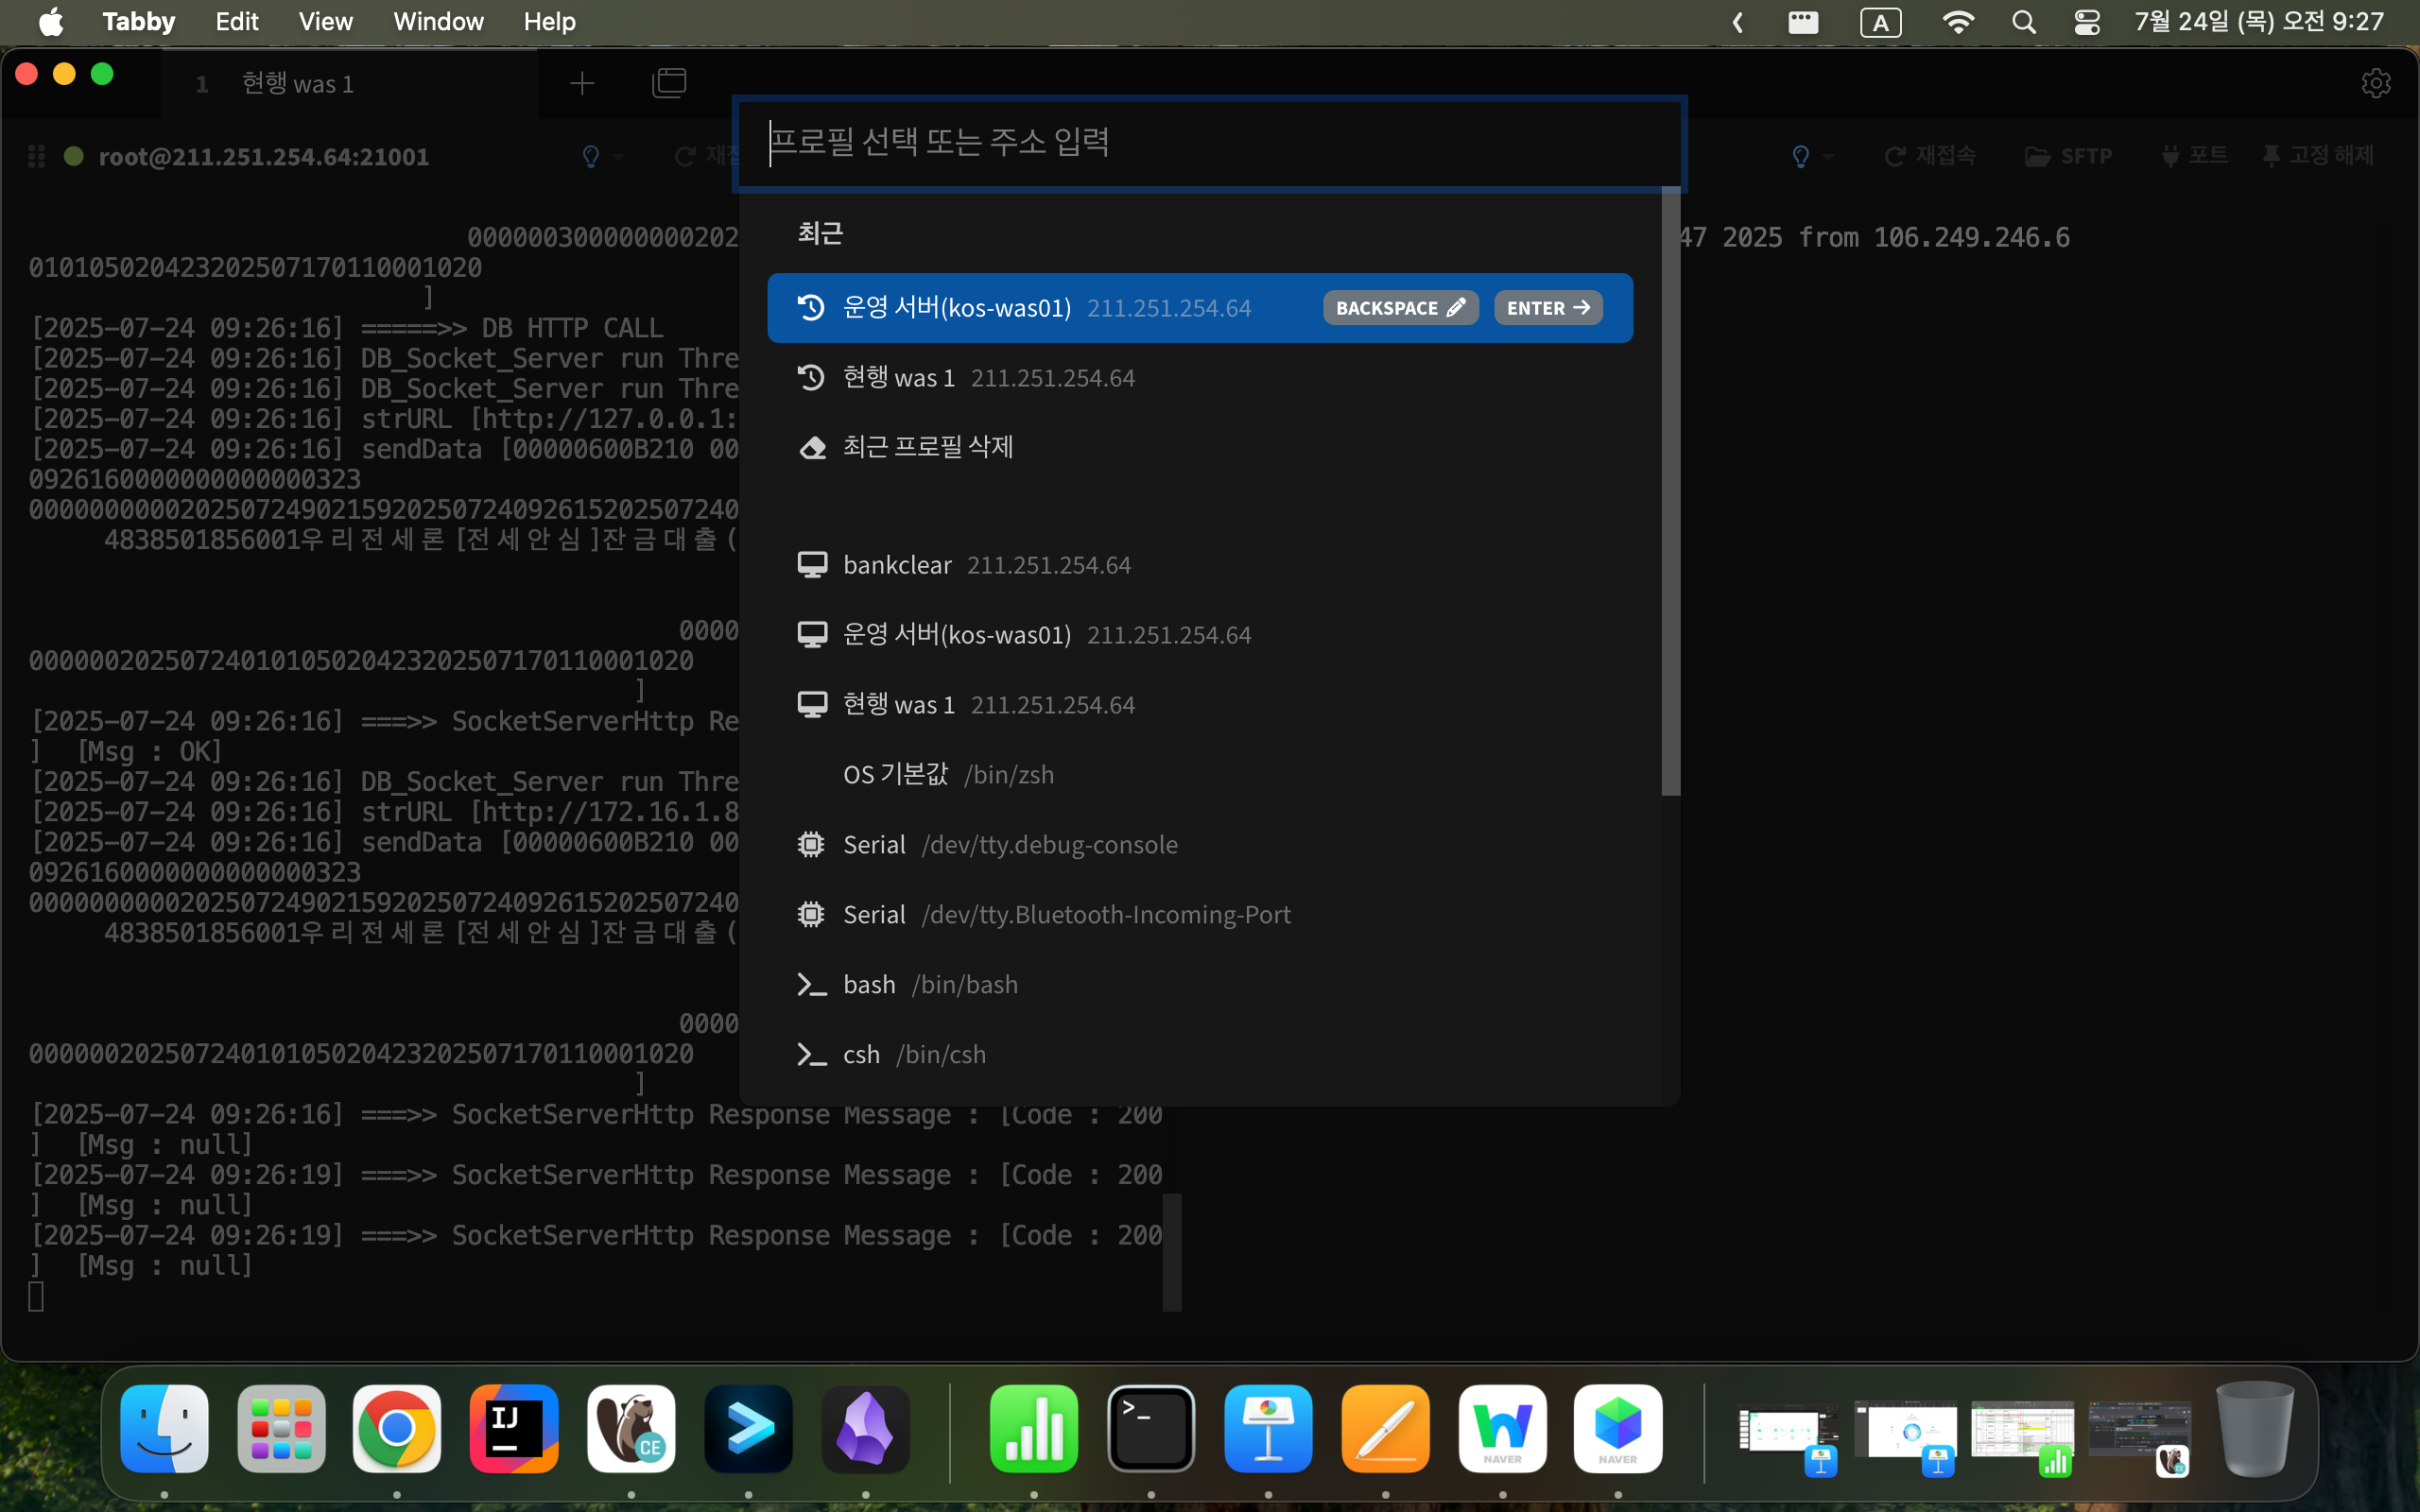 Tabby Edit View Window Help
A 7월 24일 (목) 오전 9:27
1 현행 was 1
root@211.251.254.64:21001
재접
재접속 SFTP 포트 고정 해제
프로필 선택 또는 주소 입력
000000300000000202
47 2025 from 106.249.246.6
010105020423202507170110001020
]
[2025-07-24 09:26:16] =====>> DB HTTP CALL
[2025-07-24 09:26:16] DB_Socket_Server run Thre
[2025-07-24 09:26:16] DB_Socket_Server run Thre
[2025-07-24 09:26:16] strURL [http://127.0.0.1:
[2025-07-24 09:26:16] sendData [00000600B210 00
0926160000000000000323
00000000002025072490215920250724092615202507240
4838501856001우리전세론[전세안심]잔금대출(
0000
00000020250724010105020423202507170110001020
]
[2025-07-24 09:26:16] ===>> SocketServerHttp Re
] [Msg : OK]
[2025-07-24 09:26:16] DB_Socket_Server run Thre
[2025-07-24 09:26:16] strURL [http://172.16.1.8
[2025-07-24 09:26:16] sendData [00000600B210 00
0926160000000000000323
00000000002025072490215920250724092615202507240
4838501856001우리전세론[전세안심]잔금대출(
0000
00000020250724010105020423202507170110001020
]
[2025-07-24 09:26:16] ===>> SocketServerHttp Response Message : [Code : 200
] [Msg : null]
[2025-07-24 09:26:19] ===>> SocketServerHttp Response Message : [Code : 200
] [Msg : null]
[2025-07-24 09:26:19] ===>> SocketServerHttp Response Message : [Code : 200
] [Msg : null]
최근
운영 서버(kos-was01) 211.251.254.64 BACKSPACE ENTER
현행 was 1 211.251.254.64
최근 프로필 삭제
bankclear 211.251.254.64
운영 서버(kos-was01) 211.251.254.64
현행 was 1 211.251.254.64
OS 기본값 /bin/zsh
Serial /dev/tty.debug-console
Serial /dev/tty.Bluetooth-Incoming-Port
bash /bin/bash
csh /bin/csh
IJ
CE
NAVER
NAVER